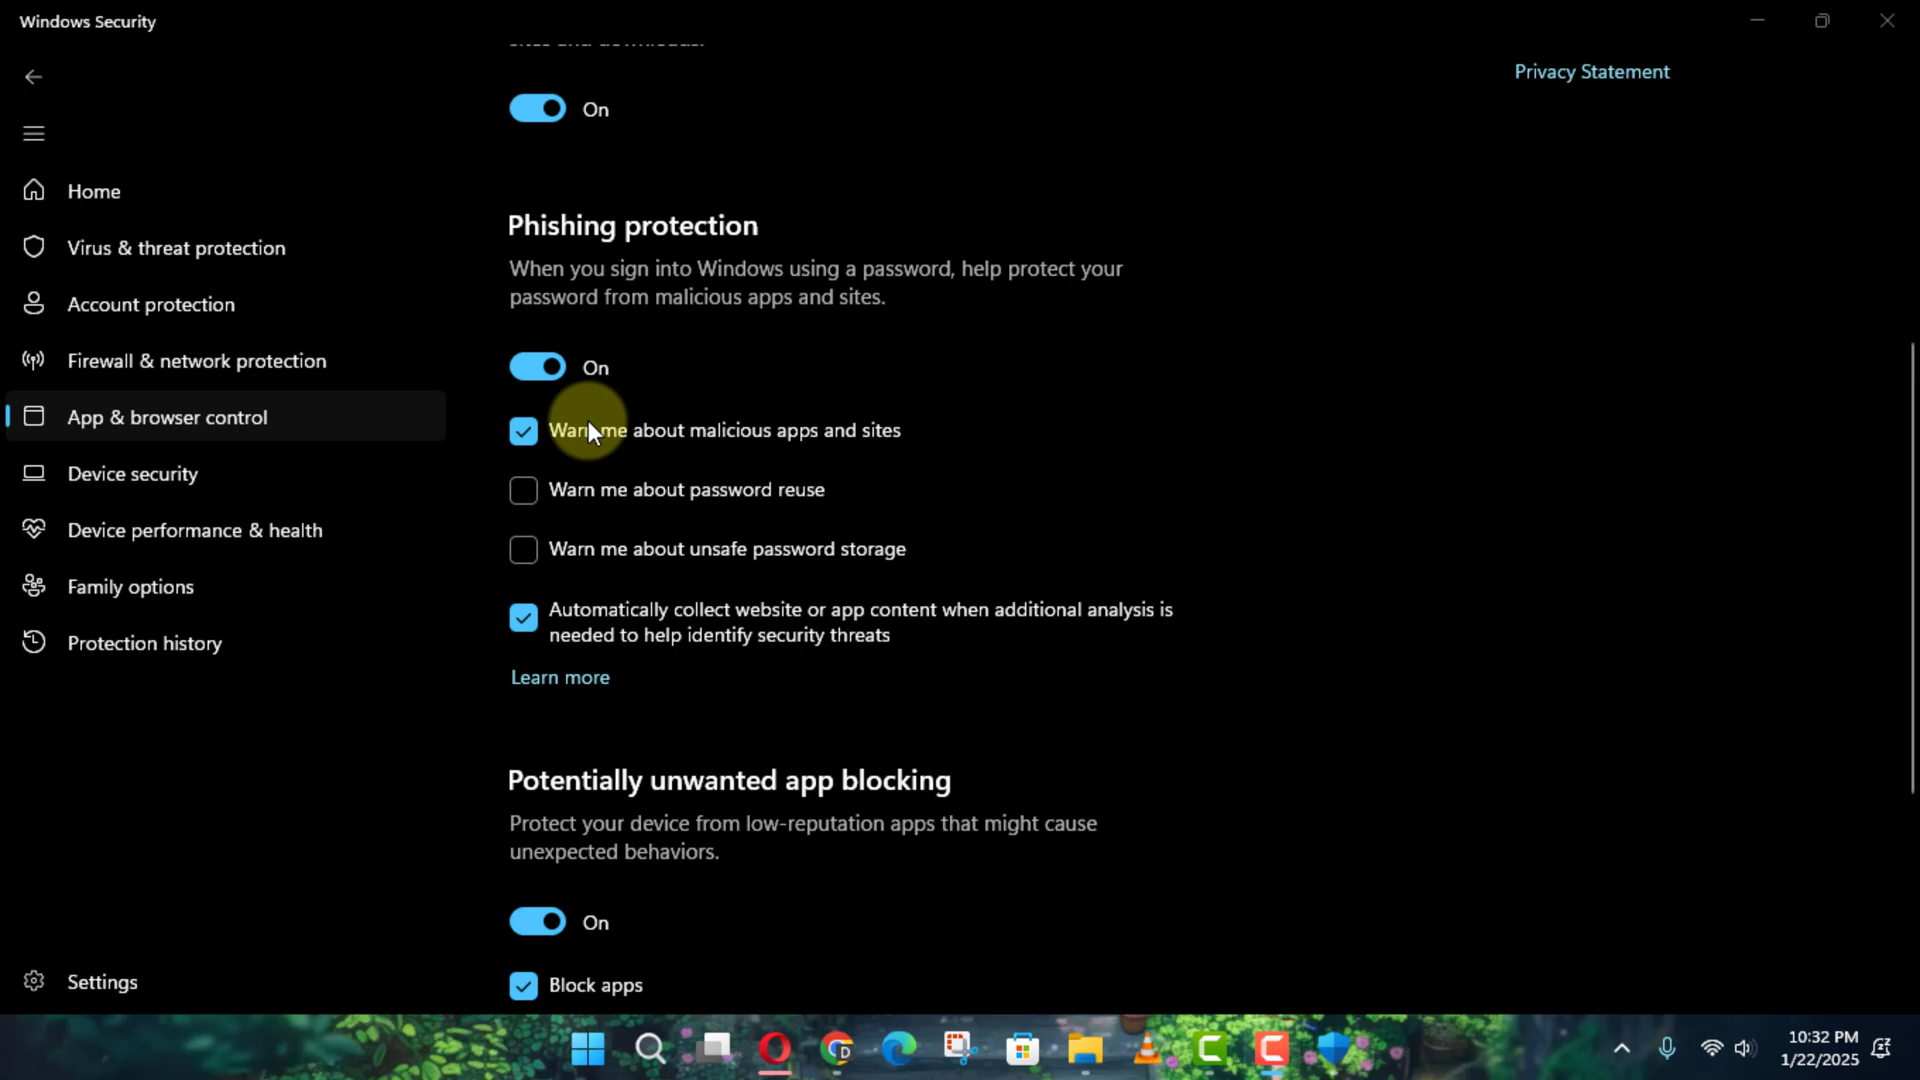 Windows Security
Privacy Statement
On
Home
Virus & threat protection
Account protection
Firewall & network protection
App & browser control
Device security
Device performance & health
Family options
Protection history
Settings
Phishing protection
When you sign into Windows using a password, help protect your
password from malicious apps and sites.
On
Warn me about malicious apps and sites
Warn me about password reuse
Warn me about unsafe password storage
Automatically collect website or app content when additional analysis is
needed to help identify security threats
Learn more
Potentially unwanted app blocking
Protect your device from low-reputation apps that might cause
unexpected behaviors.
On
Block apps
10:32 PM
1/22/2025